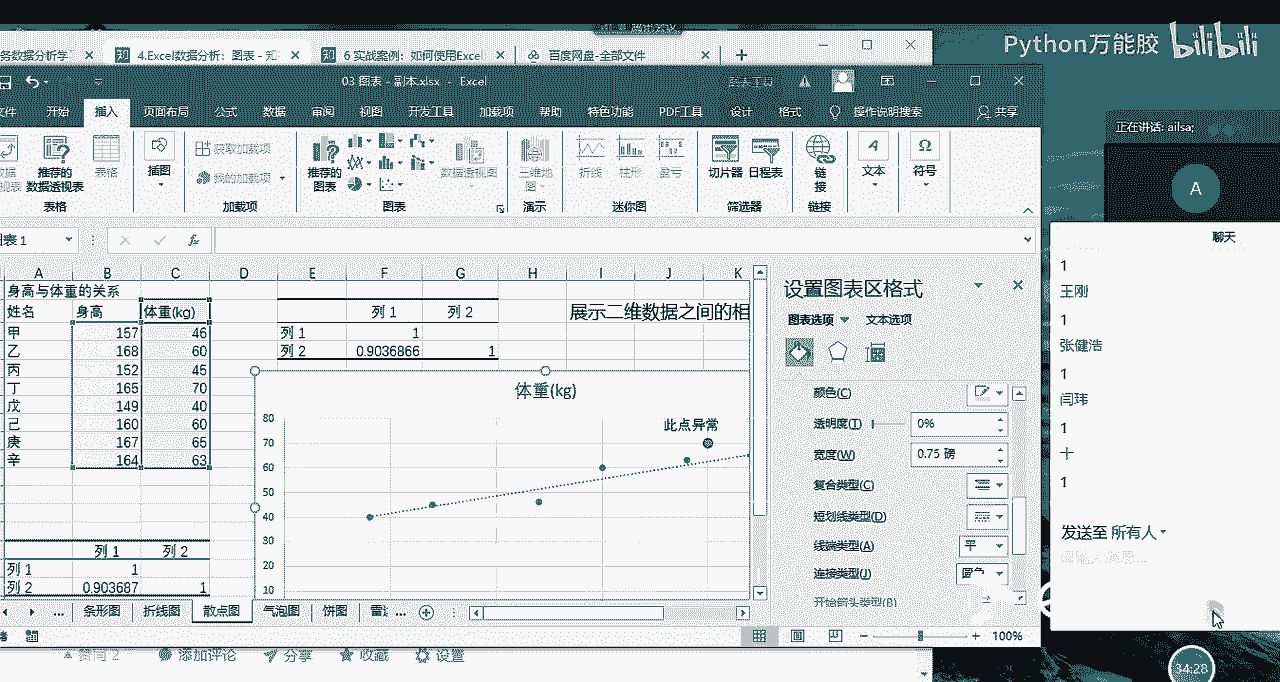 Python万能胶 bilibili
务数据分析学 4.Excel数据分析：图表 - 知 6 实战案例：如何使用Excel 百度网盘-全部文件
03 图表 - 副本.xlsx - Excel 图表工具
文件 开始 插入 页面布局 公式 数据 审阅 视图 开发工具 加载项 帮助 特色功能 PDF工具 设计 格式 操作说明搜索 共享
正在讲话: ailsa;
A
推荐的数据透视表 表格 插图 获取加载项 我的加载项 推荐的图表 数据透视图 三维地图 折线 柱形 盈亏 切片器 日程表 链接 文本 符号
表格 加载项 图表 演示 迷你图 筛选器 链接
图表 1 fx
A B C D E F G H I J K
身高与体重的关系
姓名 身高 体重(kg)
甲 157 46
乙 168 60
丙 152 45
丁 165 70
戊 149 40
己 160 60
庚 167 65
辛 164 63
列 1 列 2
列 1 1
列 2 0.903687 1
列 1 列 2
列 1 1
列 2 0.9036866 1
展示二维数据之间的相
体重(kg)
此点异常
80
70
60
50
40
30
20
10
设置图表区格式
图表选项 文本选项
颜色(C)
透明度(T) 0%
宽度(W) 0.75 磅
复合类型(C)
短划线类型(D)
线端类型(A) 平
连接类型(J) 圆角
开始箭头类型(B)
... 条形图 折线图 散点图 气泡图 饼图 ...
100%
聊天
1
王刚
1
张健浩
1
闫玮
1
十
1
发送至 所有人
赞同 2 添加评论 分享 收藏 设置
34:28